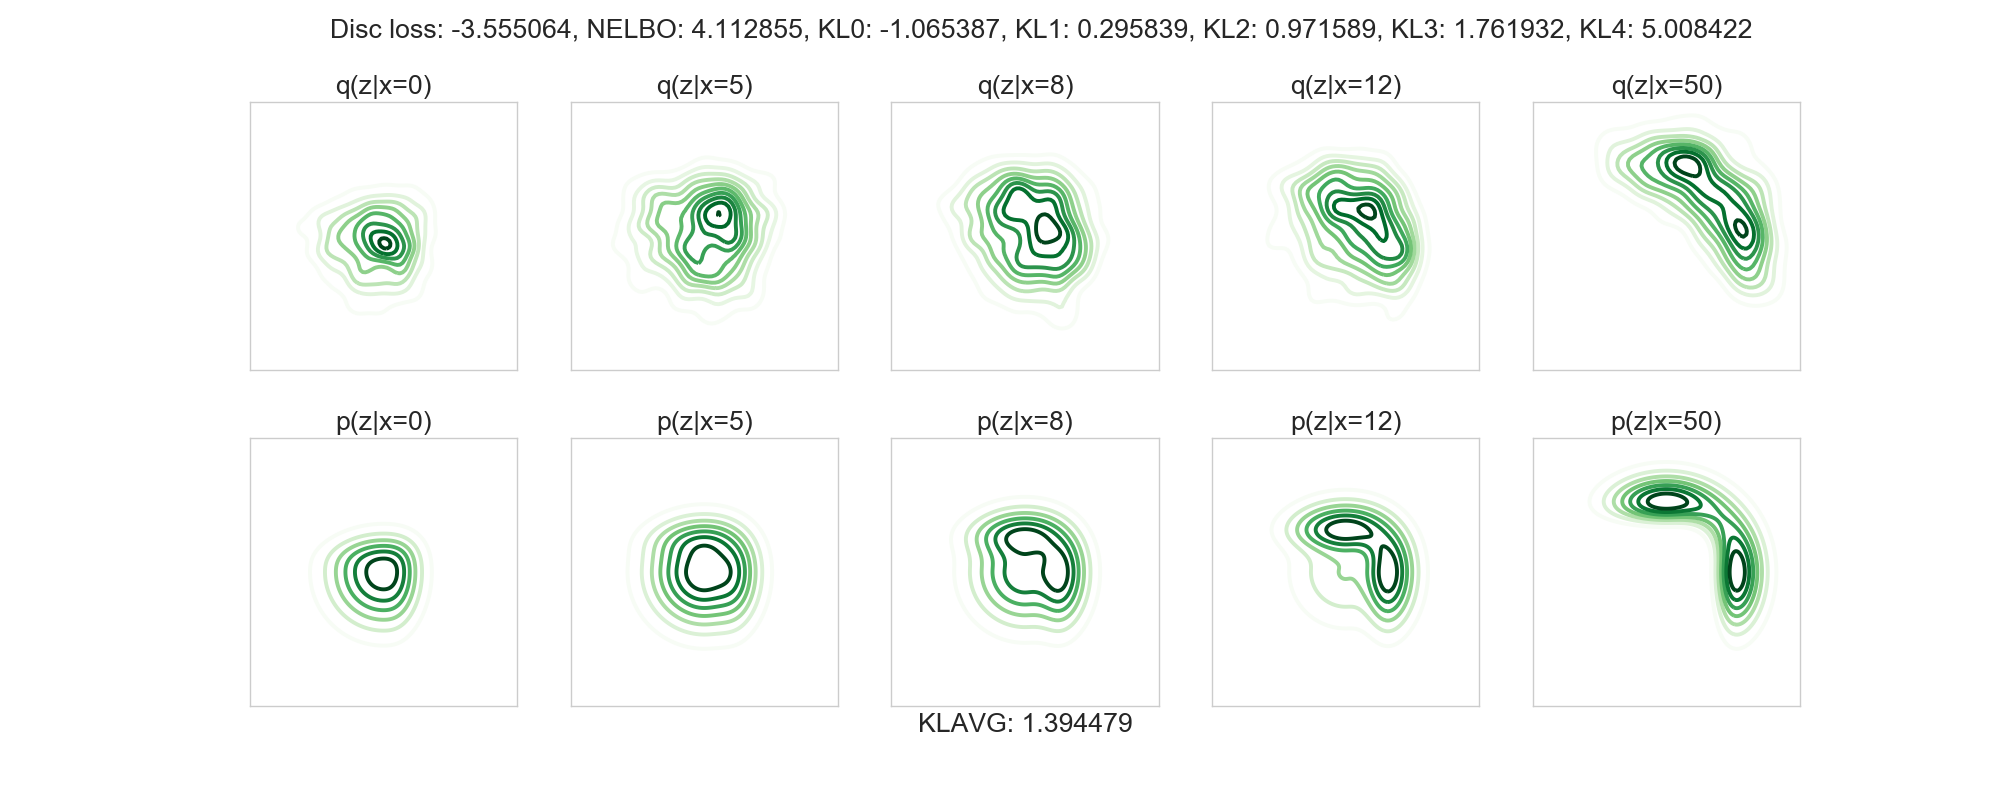 Disc loss: -3.555064, NELBO: 4.112855, KL0: -1.065387, KL1: 0.295839, KL2: 0.971589, KL3: 1.761932, KL4: 5.008422
q(z|x=0) q(z|x=5) q(z|x=8) q(z|x=12) q(z|x=50)
p(z|x=0) p(z|x=5) p(z|x=8) p(z|x=12) p(z|x=50)
KLAVG: 1.394479